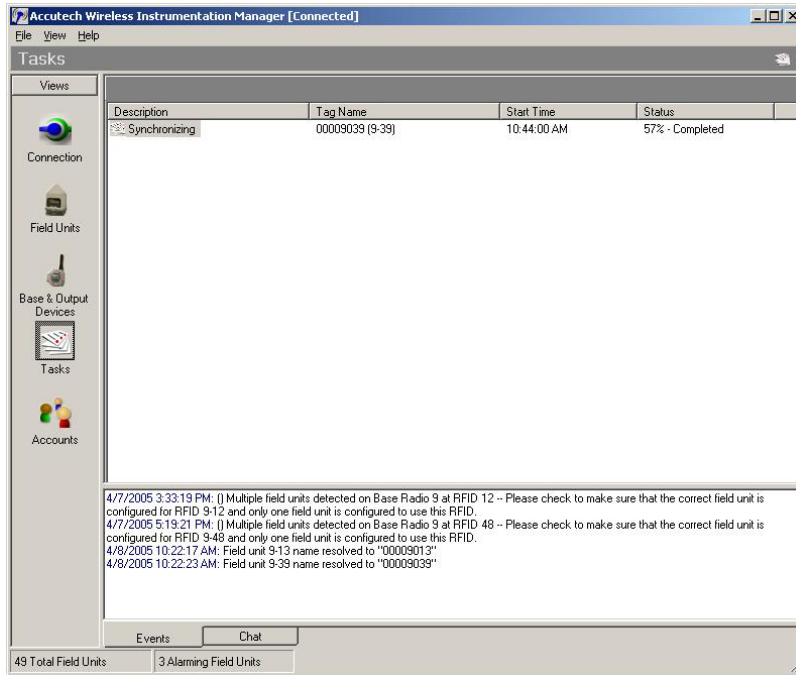 Accutech Wireless Instrumentation Manager [Connected]
File View Help
Tasks
Views
Connection
Field Units
Base & Output
Devices
Tasks
Accounts
Description Tag Name Start Time Status
Synchronizing 00009039 (9-39) 10:44:00 AM 57% - Completed
4/7/2005 3:33:19 PM: () Multiple field units detected on Base Radio 9 at RFID 12 -- Please check to make sure that the correct field unit is
configured for RFID 9-12 and only one field unit is configured to use this RFID.
4/7/2005 5:19:21 PM: () Multiple field units detected on Base Radio 9 at RFID 48 -- Please check to make sure that the correct field unit is
configured for RFID 9-48 and only one field unit is configured to use this RFID.
4/8/2005 10:22:17 AM: Field unit 9-13 name resolved to "00009013"
4/8/2005 10:22:23 AM: Field unit 9-39 name resolved to "00009039"
Events Chat
49 Total Field Units 3 Alarming Field Units